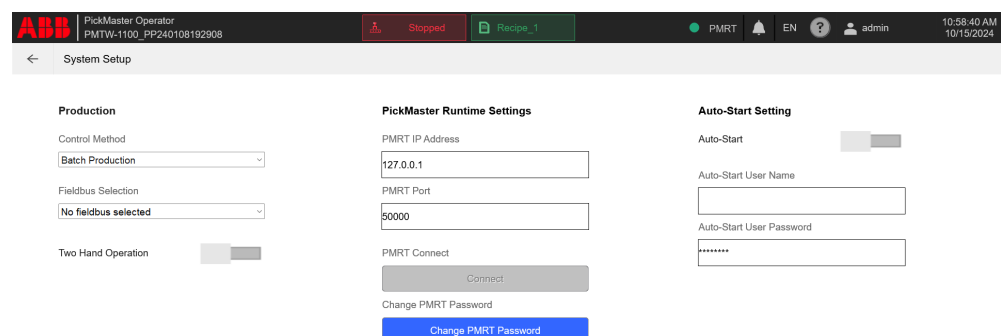 ABB
PickMaster Operator
PMTW-1100_PP240108192908
Stopped
Recipe_1
PMRT
EN
?
admin
10:58:40 AM
10/15/2024
System Setup
Production
Control Method
Batch Production
Fieldbus Selection
No fieldbus selected
Two Hand Operation
PickMaster Runtime Settings
PMRT IP Address
127.0.0.1
PMRT Port
50000
PMRT Connect
Connect
Change PMRT Password
Change PMRT Password
Auto-Start Setting
Auto-Start
Auto-Start User Name
Auto-Start User Password
********